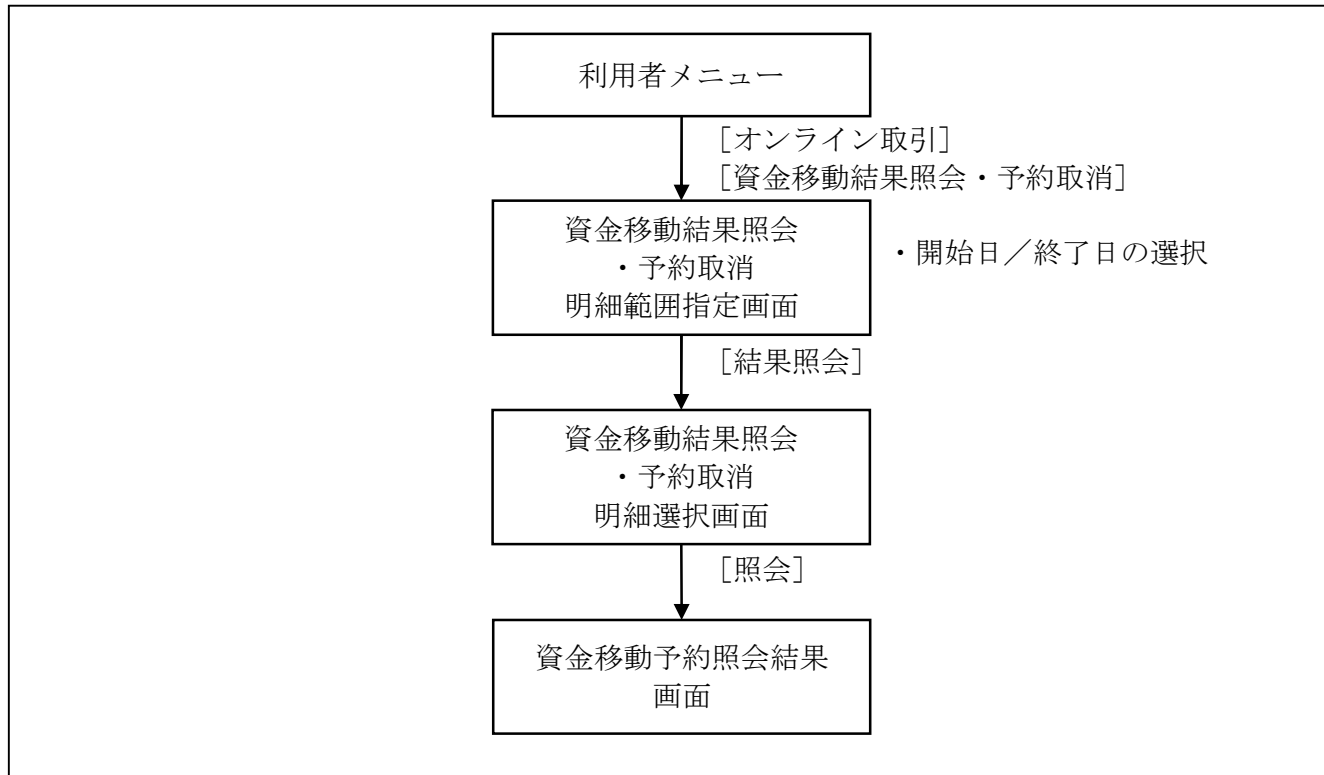 利用者メニュー
［オンライン取引］
［資金移動結果照会・予約取消］
資金移動結果照会
・予約取消
明細範囲指定画面
・開始日／終了日の選択
［結果照会］
資金移動結果照会
・予約取消
明細選択画面
［照会］
資金移動予約照会結果
画面